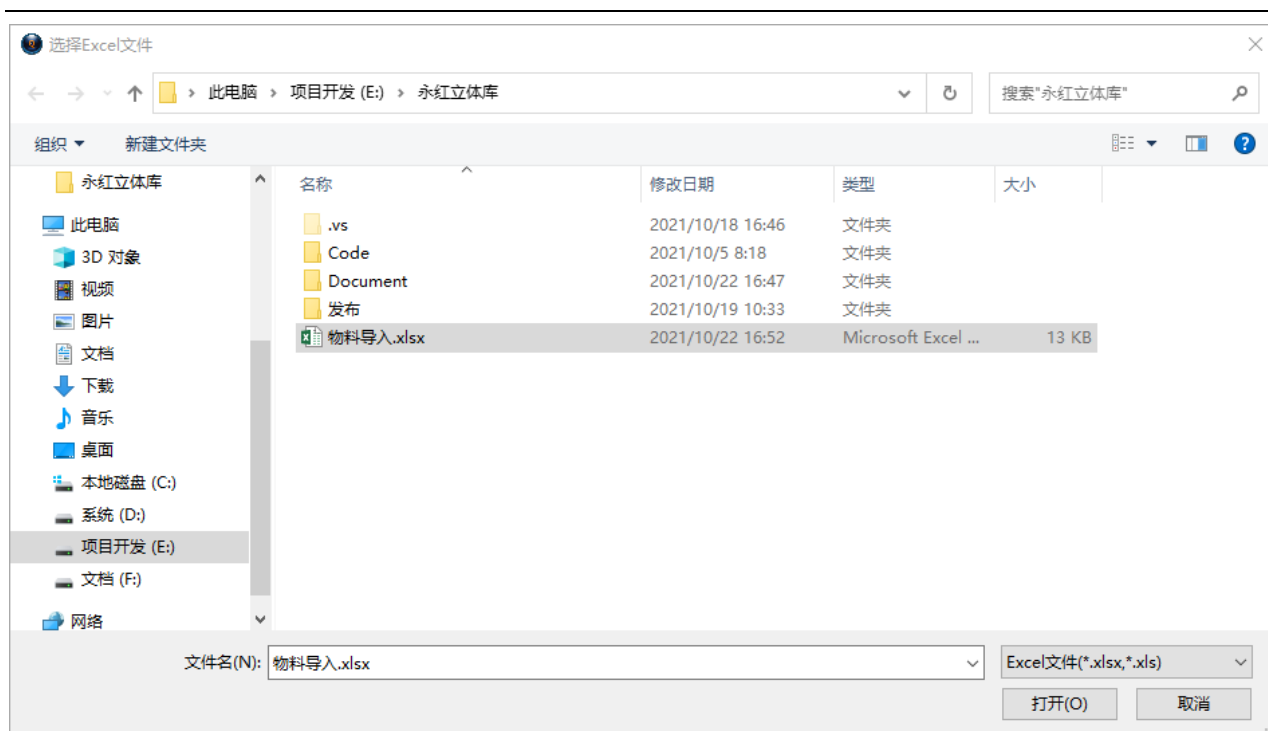 选择Excel文件
此电脑 › 项目开发 (E:) › 永红立体库
搜索"永红立体库"
组织 新建文件夹
永红立体库
此电脑
3D 对象
视频
图片
文档
下载
音乐
桌面
本地磁盘 (C:)
系统 (D:)
项目开发 (E:)
文档 (F:)
网络
名称 修改日期 类型 大小
.vs 2021/10/18 16:46 文件夹
Code 2021/10/5 8:18 文件夹
Document 2021/10/22 16:47 文件夹
发布 2021/10/19 10:33 文件夹
物料导入.xlsx 2021/10/22 16:52 Microsoft Excel ... 13 KB
文件名(N): 物料导入.xlsx Excel文件(*.xlsx,*.xls)
打开(O) 取消